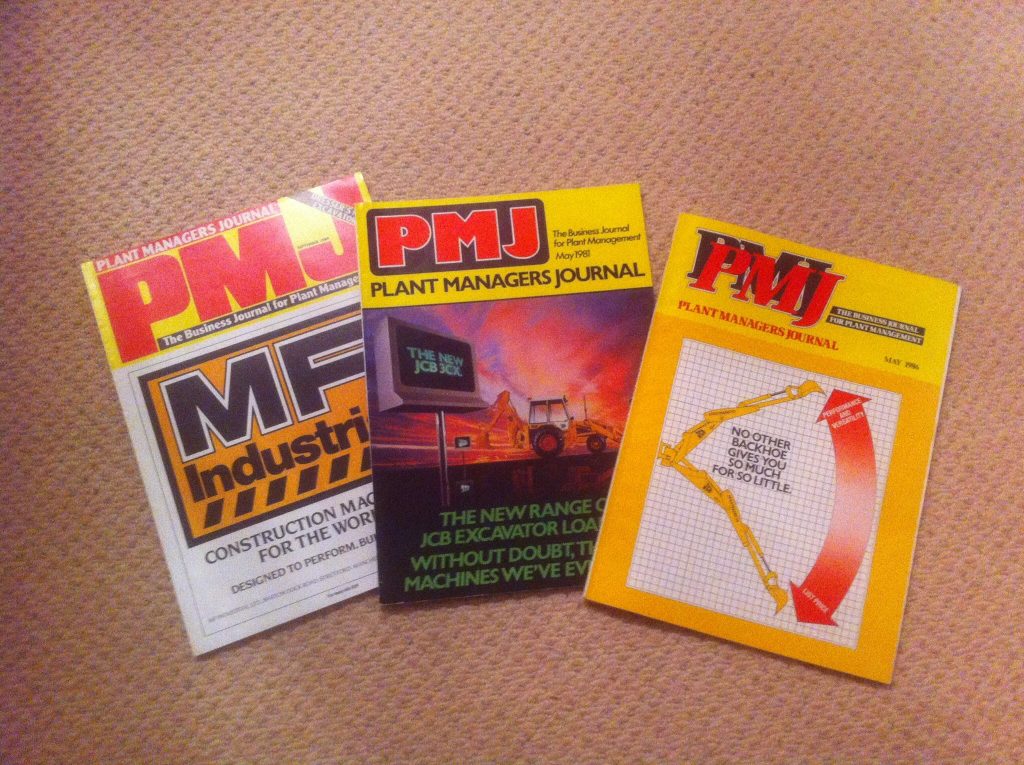 PLANT MANAGERS JOURNAL
PMJ
The Business Journal for Plant Manage
MF
Industri
CONSTRUCTION MAC
FOR THE WOR
DESIGNED TO PERFORM. BU
PMJ
The Business Journal
for Plant Management
May 1981
PLANT MANAGERS JOURNAL
THE NEW
JCB 3CX
THE NEW RANGE O
JCB EXCAVATOR LOA
WITHOUT DOUBT, TH
MACHINES WE'VE EV
PMJ
THE BUSINESS JOURNAL
FOR PLANT MANAGEMENT
PLANT MANAGERS JOURNAL
MAY 1986
PERFORMANCE
AND
VERSATILITY
NO OTHER
BACKHOE
GIVES YOU
SO MUCH
FOR SO LITTLE.
LIST PRICE